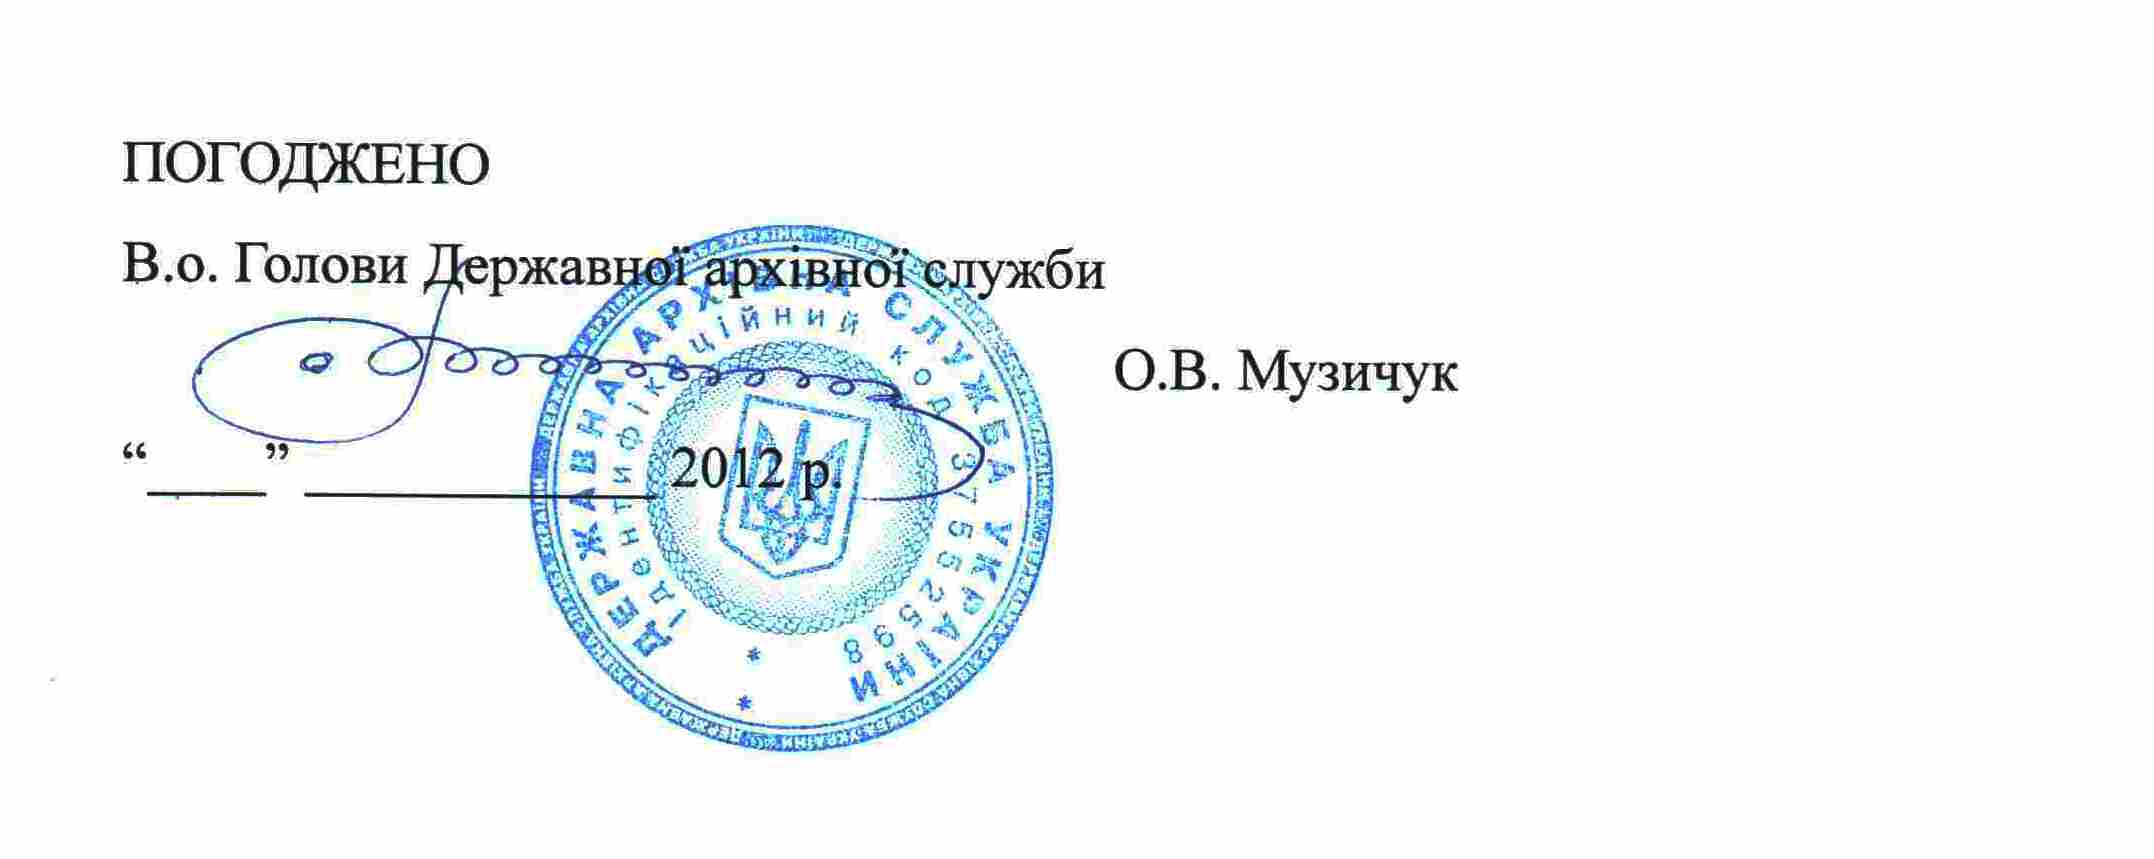 ПОГОДЖЕНО
В.о. Голови Державної архівної служби
О.В. Музичук
“____” ____________ 2012 р.
ДЕРЖАВНА АРХІВНА СЛУЖБА УКРАЇНИ
Ідентифікаційний код 37552598
* *